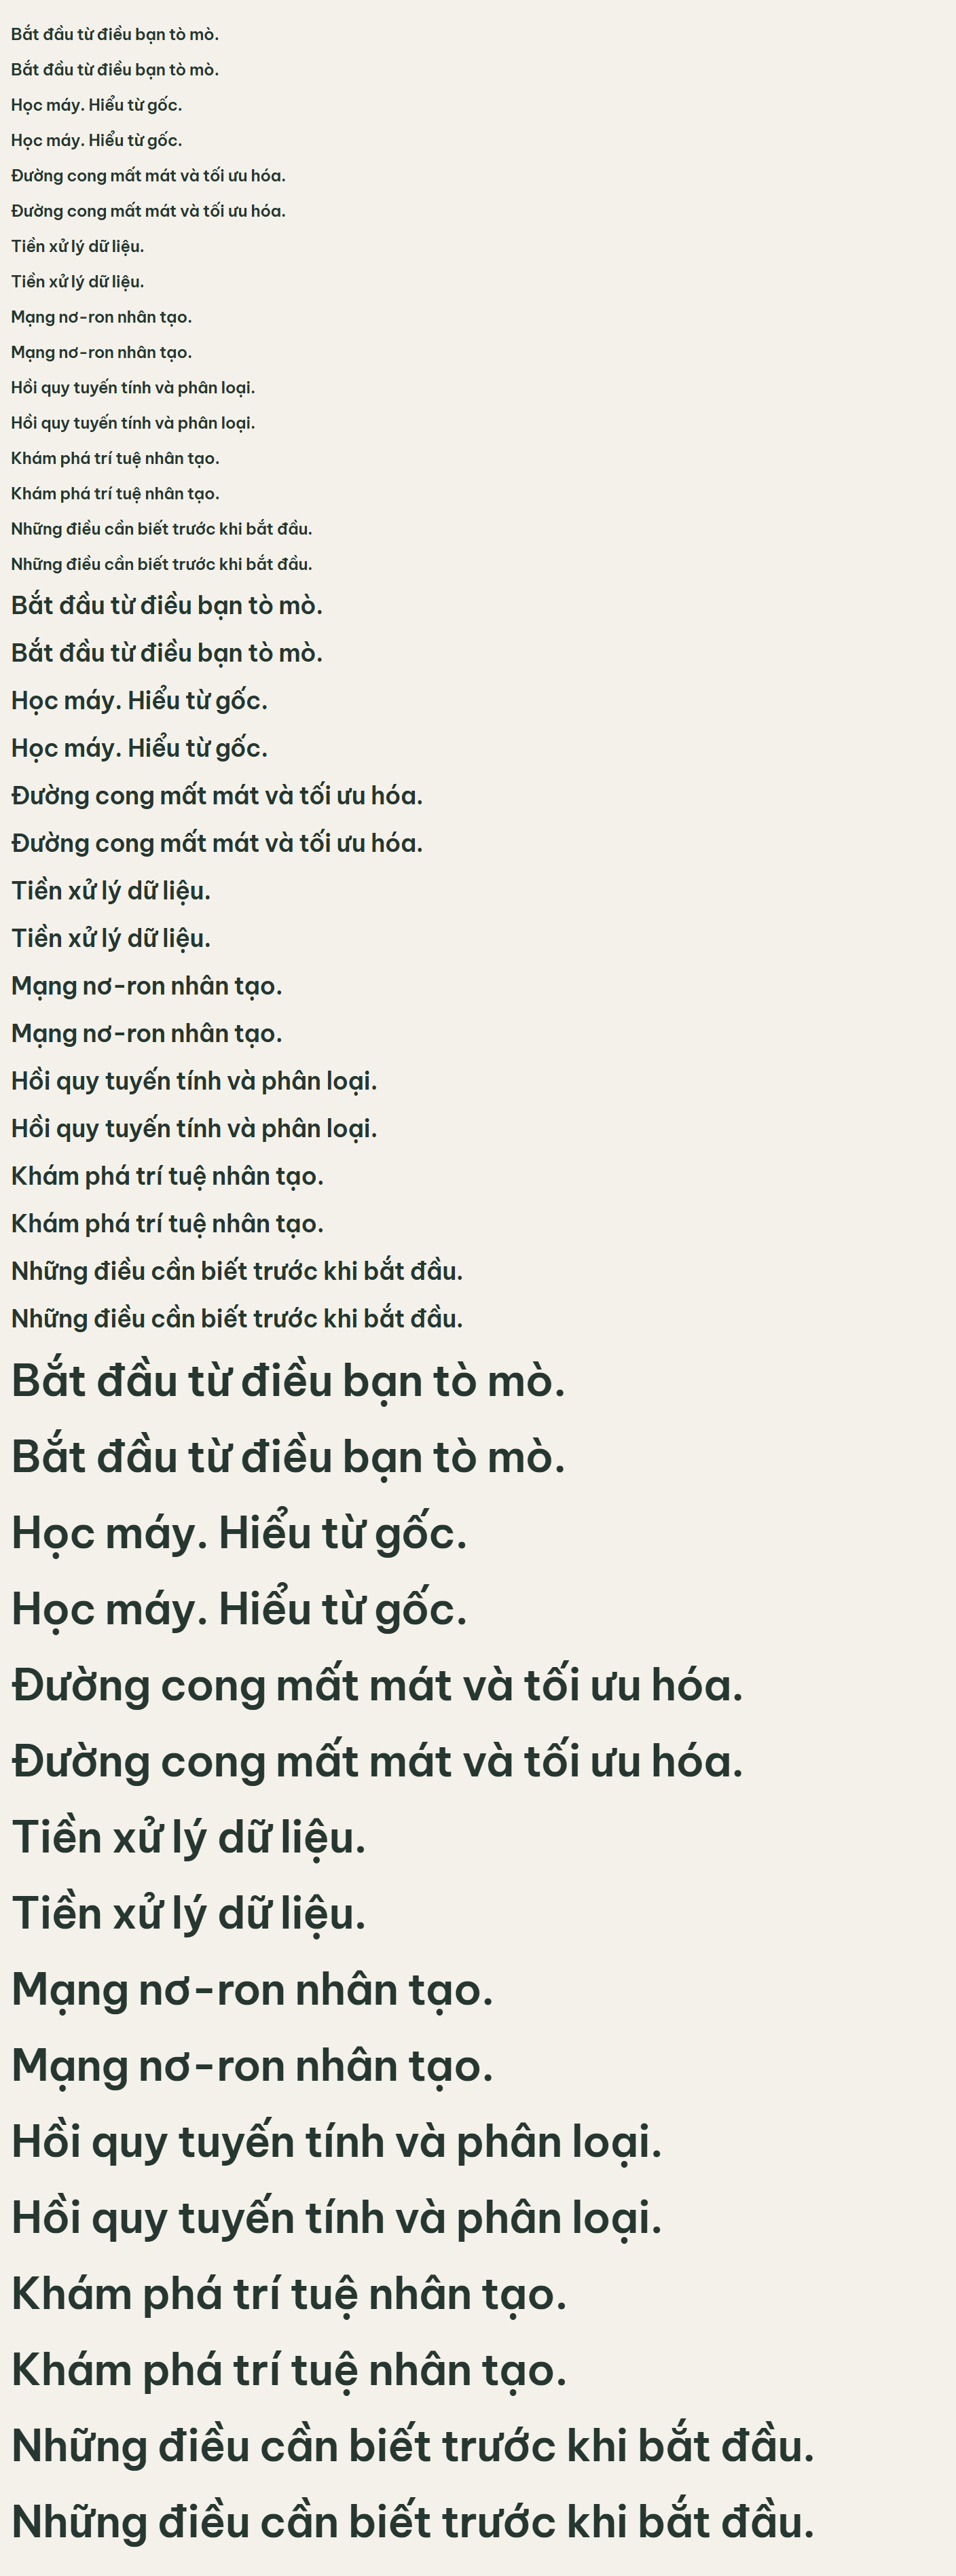 Bắt đầu từ điều bạn tò mò.
Bắt đầu từ điều bạn tò mò.
Học máy. Hiểu từ gốc.
Học máy. Hiểu từ gốc.
Đường cong mất mát và tối ưu hóa.
Đường cong mất mát và tối ưu hóa.
Tiền xử lý dữ liệu.
Tiền xử lý dữ liệu.
Mạng nơ-ron nhân tạo.
Mạng nơ-ron nhân tạo.
Hồi quy tuyến tính và phân loại.
Hồi quy tuyến tính và phân loại.
Khám phá trí tuệ nhân tạo.
Khám phá trí tuệ nhân tạo.
Những điều cần biết trước khi bắt đầu.
Những điều cần biết trước khi bắt đầu.
Bắt đầu từ điều bạn tò mò.
Bắt đầu từ điều bạn tò mò.
Học máy. Hiểu từ gốc.
Học máy. Hiểu từ gốc.
Đường cong mất mát và tối ưu hóa.
Đường cong mất mát và tối ưu hóa.
Tiền xử lý dữ liệu.
Tiền xử lý dữ liệu.
Mạng nơ-ron nhân tạo.
Mạng nơ-ron nhân tạo.
Hồi quy tuyến tính và phân loại.
Hồi quy tuyến tính và phân loại.
Khám phá trí tuệ nhân tạo.
Khám phá trí tuệ nhân tạo.
Những điều cần biết trước khi bắt đầu.
Những điều cần biết trước khi bắt đầu.
Bắt đầu từ điều bạn tò mò.
Bắt đầu từ điều bạn tò mò.
Học máy. Hiểu từ gốc.
Học máy. Hiểu từ gốc.
Đường cong mất mát và tối ưu hóa.
Đường cong mất mát và tối ưu hóa.
Tiền xử lý dữ liệu.
Tiền xử lý dữ liệu.
Mạng nơ-ron nhân tạo.
Mạng nơ-ron nhân tạo.
Hồi quy tuyến tính và phân loại.
Hồi quy tuyến tính và phân loại.
Khám phá trí tuệ nhân tạo.
Khám phá trí tuệ nhân tạo.
Những điều cần biết trước khi bắt đầu.
Những điều cần biết trước khi bắt đầu.